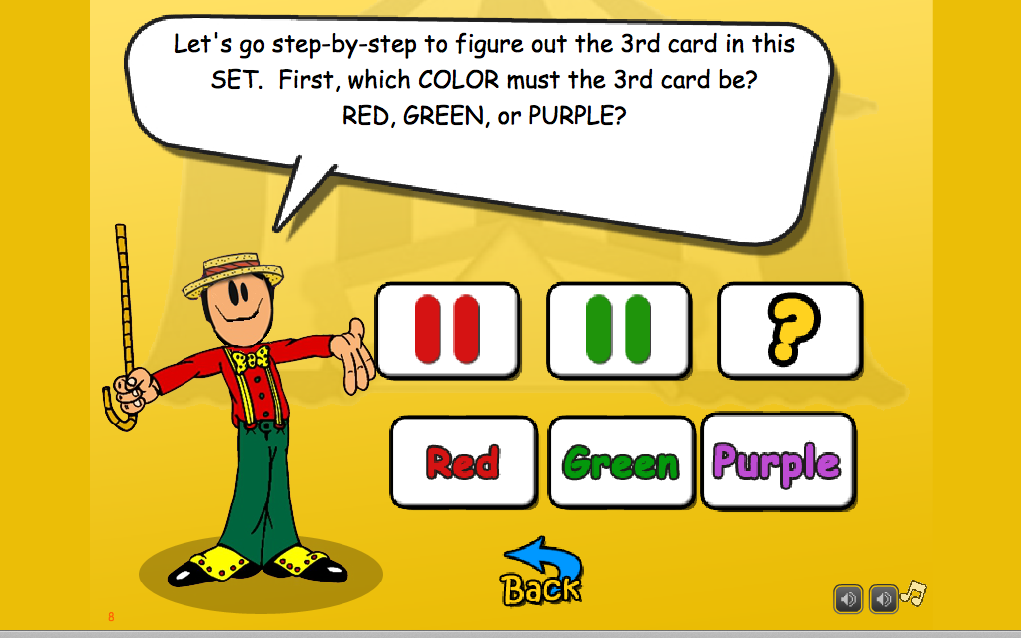 Let's go step-by-step to figure out the 3rd card in this
SET. First, which COLOR must the 3rd card be?
RED, GREEN, or PURPLE?
?
Red Green Purple
Back
8